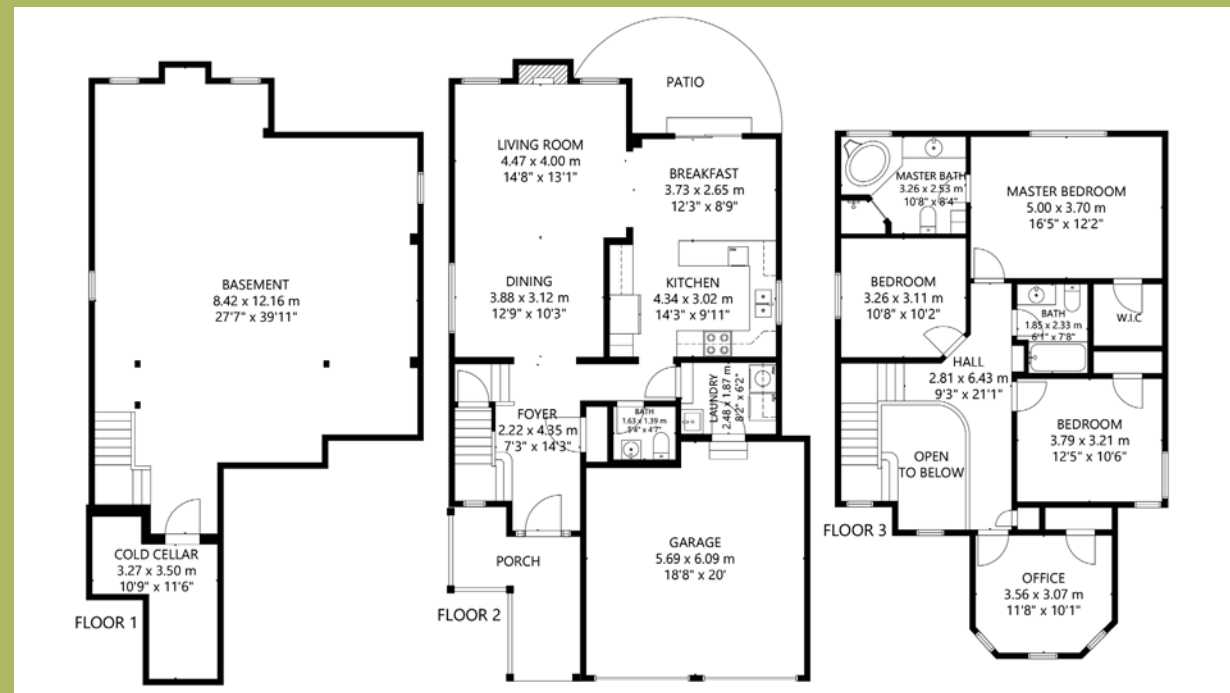 BASEMENT
8.42 x 12.16 m
27'7" x 39'11"
COLD CELLAR
3.27 x 3.50 m
10'9" x 11'6"
FLOOR 1
PATIO
LIVING ROOM
4.47 x 4.00 m
14'8" x 13'1"
BREAKFAST
3.73 x 2.65 m
12'3" x 8'9"
DINING
3.88 x 3.12 m
12'9" x 10'3"
KITCHEN
4.34 x 3.02 m
14'3" x 9'11"
LAUNDRY
2.48 x 1.87 m
8'2" x 6'2"
FOYER
2.22 x 4.35 m
7'3" x 14'3"
BATH
1.63 x 1.39 m
5'4" x 4'7"
PORCH
GARAGE
5.69 x 6.09 m
18'8" x 20'
FLOOR 2
MASTER BATH
3.26 x 2.53 m
10'8" x 8'4"
MASTER BEDROOM
5.00 x 3.70 m
16'5" x 12'2"
BEDROOM
3.26 x 3.11 m
10'8" x 10'2"
BATH
1.85 x 2.33 m
6'1" x 7'8"
W.I.C
HALL
2.81 x 6.43 m
9'3" x 21'1"
BEDROOM
3.79 x 3.21 m
12'5" x 10'6"
OPEN
TO BELOW
FLOOR 3
OFFICE
3.56 x 3.07 m
11'8" x 10'1"